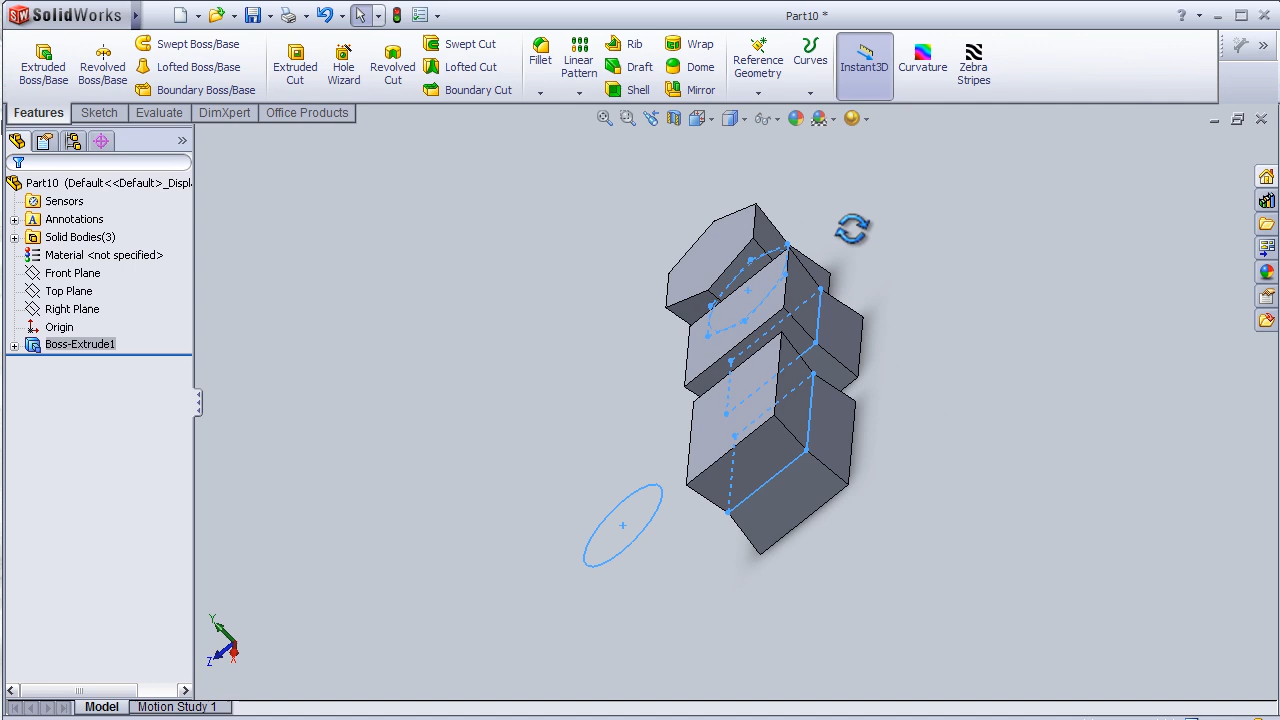 SolidWorks
Part10 *
Extruded Boss/Base
Revolved Boss/Base
Swept Boss/Base
Lofted Boss/Base
Boundary Boss/Base
Extruded Cut
Hole Wizard
Revolved Cut
Swept Cut
Lofted Cut
Boundary Cut
Fillet
Linear Pattern
Rib
Draft
Shell
Wrap
Dome
Mirror
Reference Geometry
Curves
Instant3D
Curvature
Zebra Stripes
Features
Sketch
Evaluate
DimXpert
Office Products
Part10 (Default<<Default>_Displ
Sensors
Annotations
Solid Bodies(3)
Material <not specified>
Front Plane
Top Plane
Right Plane
Origin
Boss-Extrude1
Y
Z
X
Model
Motion Study 1